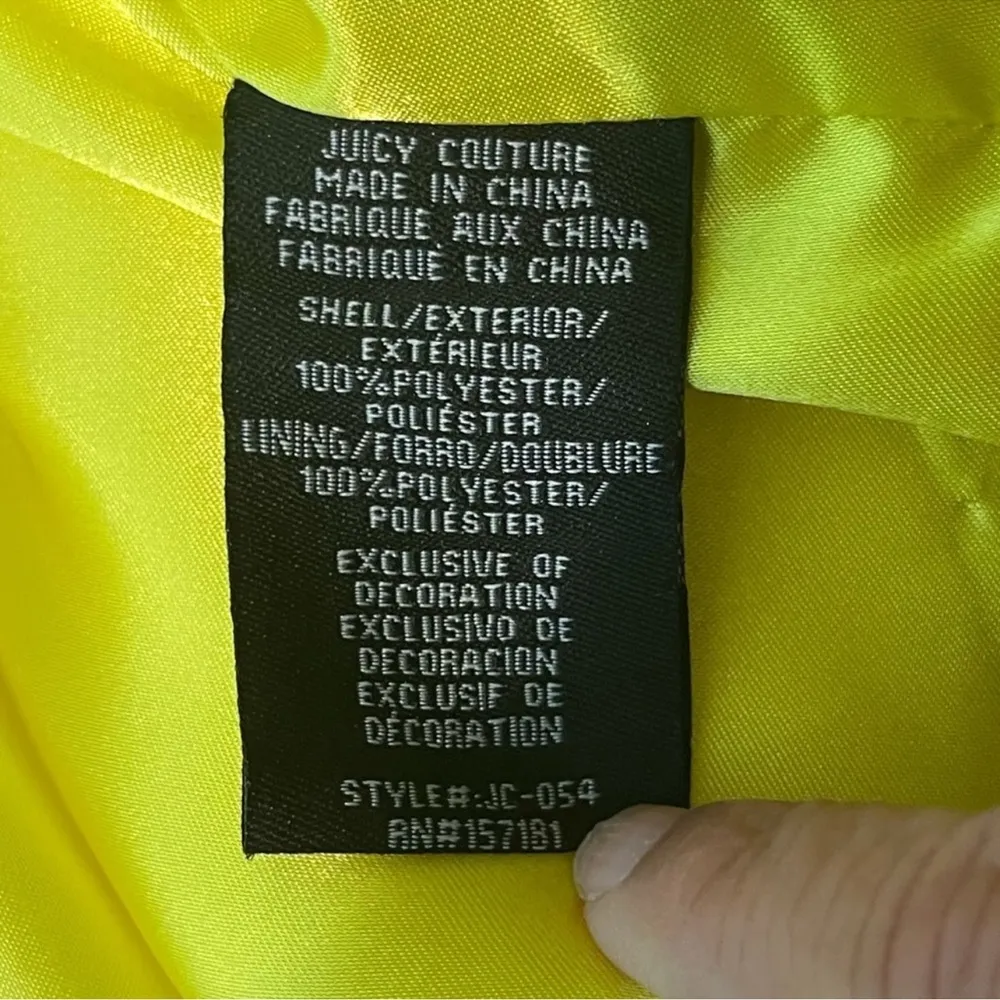 JUICY COUTURE
MADE IN CHINA
FABRIQUE AUX CHINA
FABRIQUÉ EN CHINA
SHELL/EXTERIOR/
EXTÉRIEUR
100%POLYESTER/
POLIÉSTER
LINING/FORRO/DOUBLURE
100%POLYESTER/
POLIÉSTER
EXCLUSIVE OF
DECORATION
EXCLUSIVO DE
DECORACION
EXCLUSIF DE
DÉCORATION
STYLE#:JC-054
RN#157181